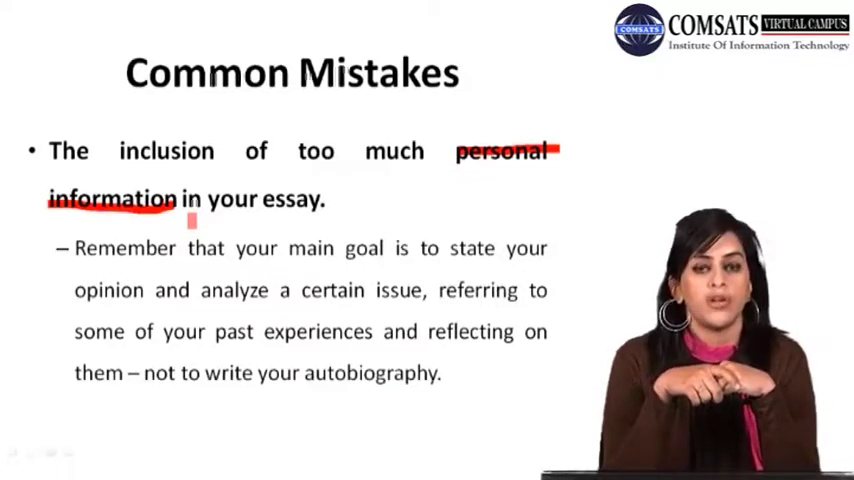 COMSATS VIRTUAL CAMPUS
Institute Of Information Technology
COMSATS
Common Mistakes
• The inclusion of too much personal
information in your essay.
– Remember that your main goal is to state your
opinion and analyze a certain issue, referring to
some of your past experiences and reflecting on
them – not to write your autobiography.